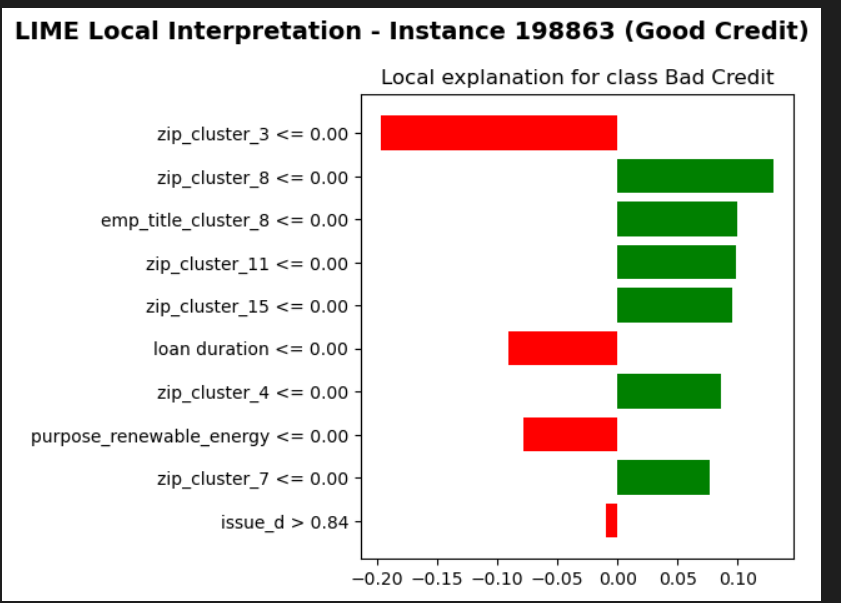 LIME Local Interpretation - Instance 198863 (Good Credit)
Local explanation for class Bad Credit
zip_cluster_3 <= 0.00
zip_cluster_8 <= 0.00
emp_title_cluster_8 <= 0.00
zip_cluster_11 <= 0.00
zip_cluster_15 <= 0.00
loan duration <= 0.00
zip_cluster_4 <= 0.00
purpose_renewable_energy <= 0.00
zip_cluster_7 <= 0.00
issue_d > 0.84
−0.20 −0.15 −0.10 −0.05 0.00 0.05 0.10